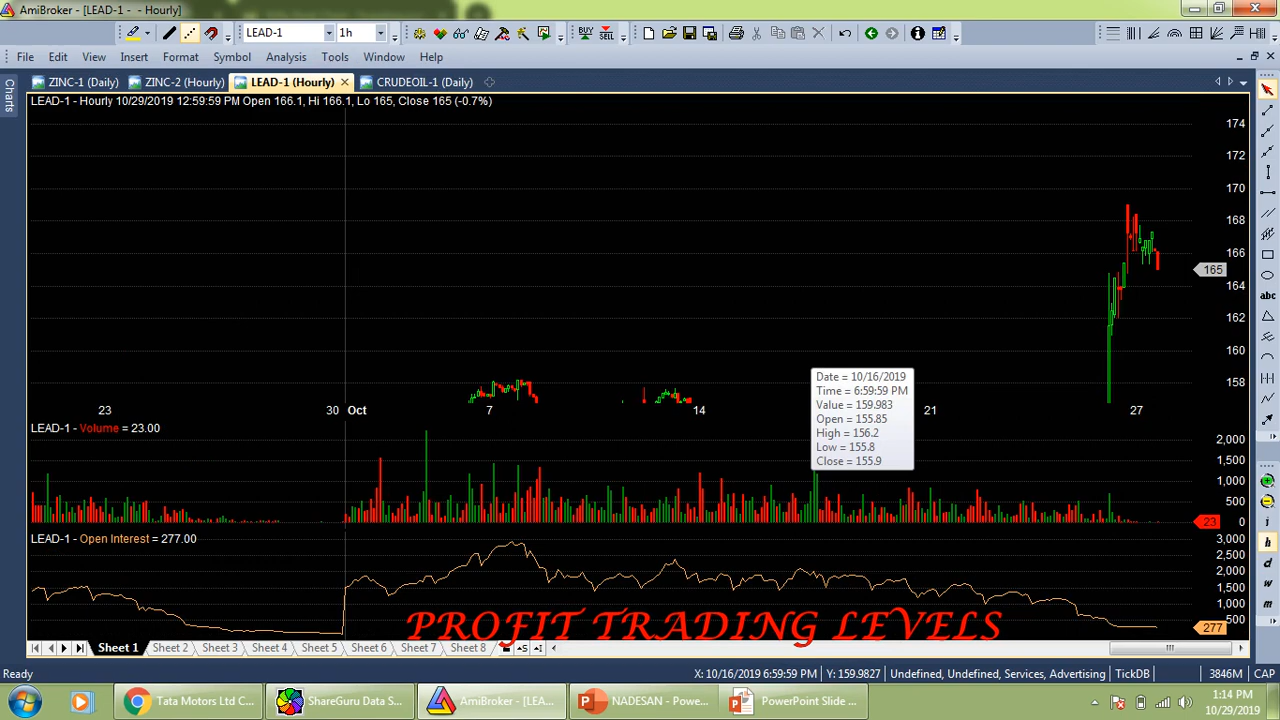 AmiBroker - [LEAD-1 - - Hourly]
LEAD-1 1h BUY SELL
File Edit View Insert Format Symbol Analysis Tools Window Help
Charts
ZINC-1 (Daily) ZINC-2 (Hourly) LEAD-1 (Hourly) CRUDEOIL-1 (Daily)
LEAD-1 - Hourly 10/29/2019 12:59:59 PM Open 166.1, Hi 166.1, Lo 165, Close 165 (-0.7%)
174
172
170
168
166
165
164
162
160
158
Date = 10/16/2019
Time = 6:59:59 PM
Value = 159.983
Open = 155.85
High = 156.2
Low = 155.8
Close = 155.9
23 30 Oct 7 14 21 27
LEAD-1 - Volume = 23.00
2,000
1,500
1,000
500
0
23
LEAD-1 - Open Interest = 277.00
3,000
2,500
2,000
1,500
1,000
500
277
abc
i
h
d
w
m
PROFIT TRADING LEVELS
Sheet 1 Sheet 2 Sheet 3 Sheet 4 Sheet 5 Sheet 6 Sheet 7 Sheet 8
Ready X: 10/16/2019 6:59:59 PM Y: 159.9827 Undefined, Undefined, Services, Advertising TickDB 3846M CAP
Tata Motors Ltd C... ShareGuru Data S... AmiBroker - [LEA... NADESAN - Powe... PowerPoint Slide ...
1:14 PM
10/29/2019